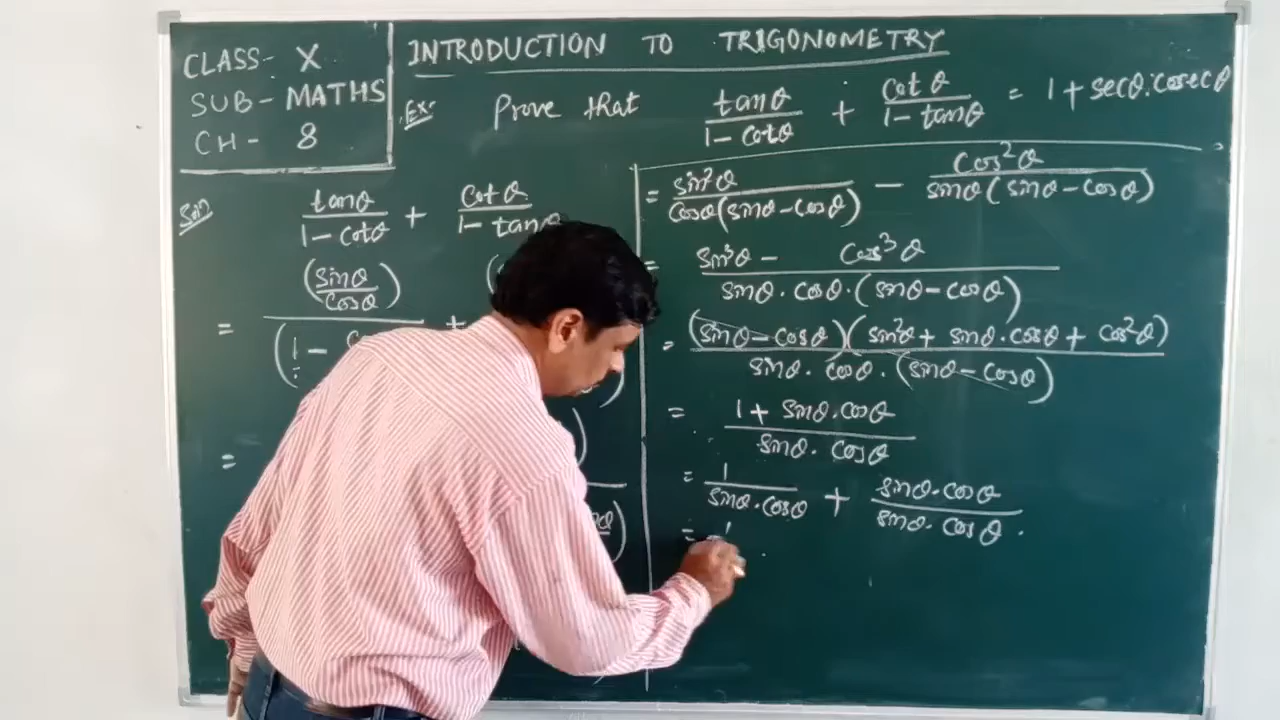 CLASS- X
SUB - MATHS
CH - 8
INTRODUCTION TO TRIGONOMETRY
Ex: Prove that tanθ/(1 - cotθ) + cotθ/(1 - tanθ) = 1 + secθ.cosecθ
Soln tanθ/(1 - cotθ) + cotθ/(1 - tanθ
= (sinθ/cosθ)/(1/1 -
=
= sin²θ/(cosθ(sinθ - cosθ)) - cos²θ/(sinθ(sinθ - cosθ))
= (sin³θ - cos³θ)/(sinθ . cosθ . (sinθ - cosθ))
= (sinθ - cosθ)(sin²θ + sinθ . cosθ + cos²θ)/(sinθ . cosθ . (sinθ - cosθ))
= (1 + sinθ . cosθ)/(sinθ . cosθ)
= 1/(sinθ . cosθ) + (sinθ . cosθ)/(sinθ . cosθ) .
= 1